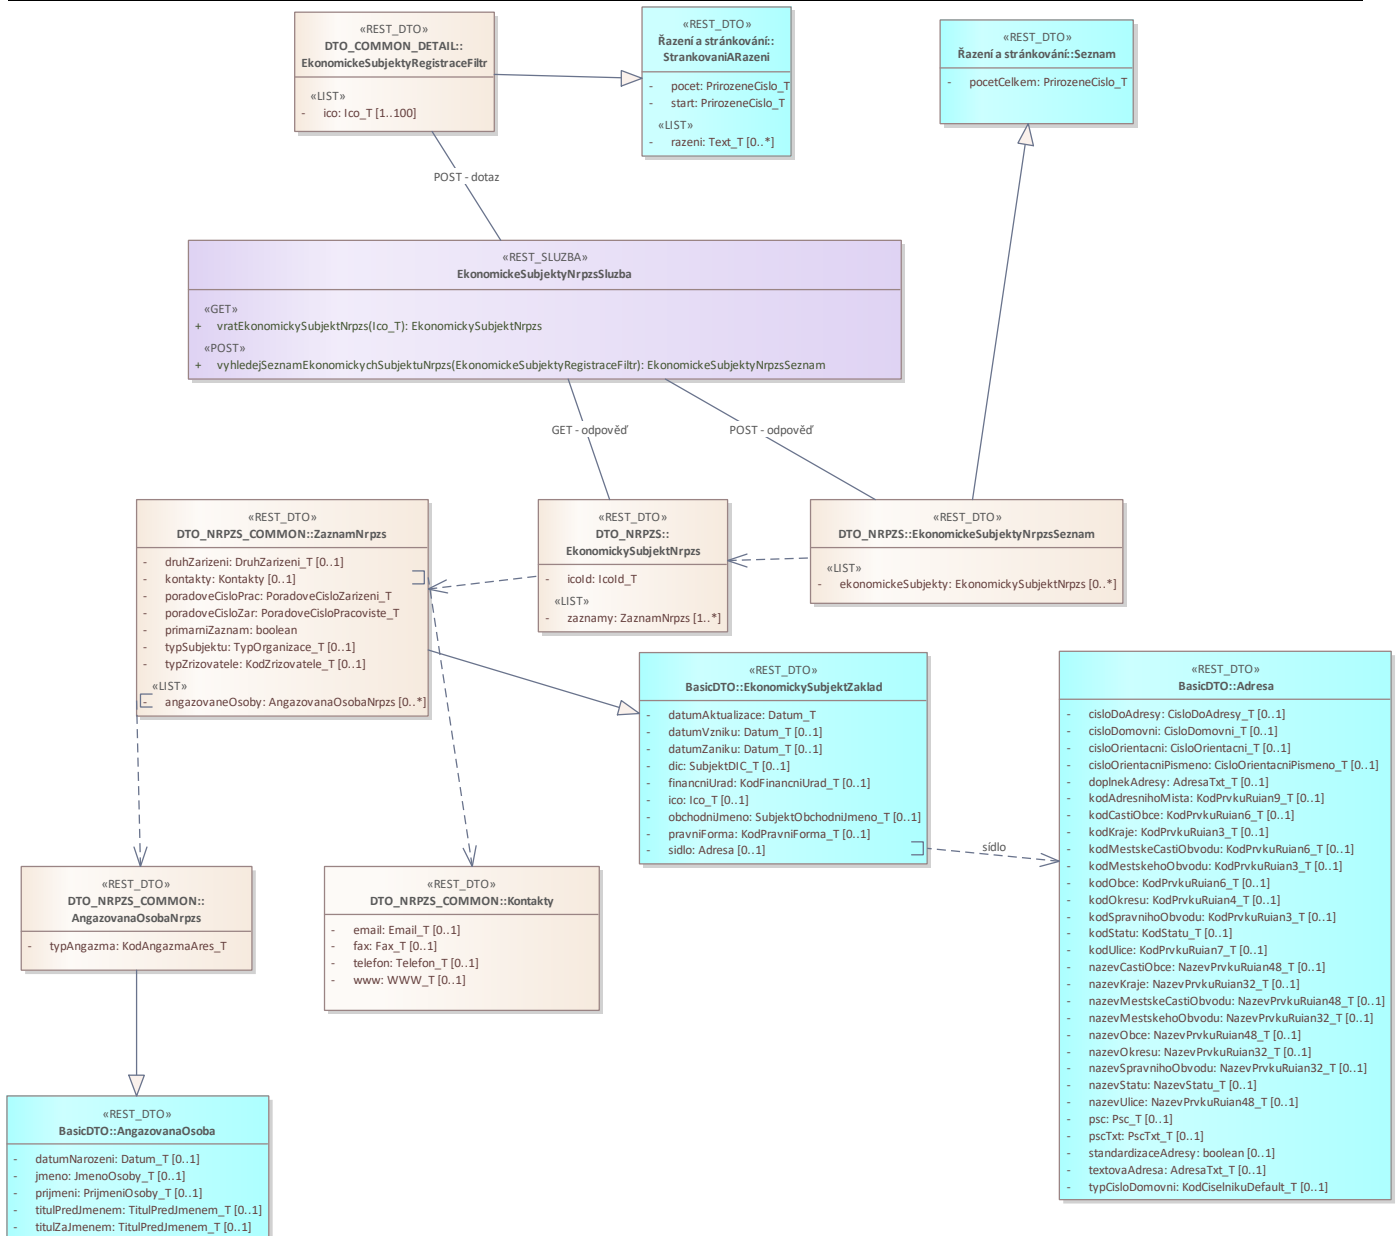 «REST_DTO»
DTO_COMMON_DETAIL::
EkonomickeSubjektyRegistraceFiltr
«LIST»
- ico: Ico_T [1..100]
«REST_DTO»
Řazení a stránkování::
StrankovaniARazeni
- pocet: PrirozeneCislo_T
- start: PrirozeneCislo_T
«LIST»
- razeni: Text_T [0..*]
«REST_DTO»
Řazení a stránkování::Seznam
- pocetCelkem: PrirozeneCislo_T
POST - dotaz
«REST_SLUZBA»
EkonomickeSubjektyNrpzsSluzba
«GET»
+ vratEkonomickySubjektNrpzs(Ico_T): EkonomickySubjektNrpzs
«POST»
+ vyhledejSeznamEkonomickychSubjektuNrpzs(EkonomickeSubjektyRegistraceFiltr): EkonomickeSubjektyNrpzsSeznam
GET - odpověď
POST - odpověď
«REST_DTO»
DTO_NRPZS_COMMON::ZaznamNrpzs
- druhZarizeni: DruhZarizeni_T [0..1]
- kontakty: Kontakty [0..1]
- poradoveCisloPrac: PoradoveCisloZarizeni_T
- poradoveCisloZar: PoradoveCisloPracoviste_T
- primarniZaznam: boolean
- typSubjektu: TypOrganizace_T [0..1]
- typZrizovatele: KodZrizovatele_T [0..1]
«LIST»
- angazovaneOsoby: AngazovanaOsobaNrpzs [0..*]
«REST_DTO»
DTO_NRPZS::
EkonomickySubjektNrpzs
- icoId: IcoId_T
«LIST»
- zaznamy: ZaznamNrpzs [1..*]
«REST_DTO»
DTO_NRPZS::EkonomickeSubjektyNrpzsSeznam
«LIST»
- ekonomickeSubjekty: EkonomickySubjektNrpzs [0..*]
«REST_DTO»
BasicDTO::EkonomickySubjektZaklad
- datumAktualizace: Datum_T
- datumVzniku: Datum_T [0..1]
- datumZaniku: Datum_T [0..1]
- dic: SubjektDIC_T [0..1]
- financniUrad: KodFinancniUrad_T [0..1]
- ico: Ico_T [0..1]
- obchodniJmeno: SubjektObchodniJmeno_T [0..1]
- pravniForma: KodPravniForma_T [0..1]
- sidlo: Adresa [0..1]
sídlo
«REST_DTO»
BasicDTO::Adresa
- cisloDoAdresy: CisloDoAdresy_T [0..1]
- cisloDomovni: CisloDomovni_T [0..1]
- cisloOrientacni: CisloOrientacni_T [0..1]
- cisloOrientacniPismeno: CisloOrientacniPismeno_T [0..1]
- doplnekAdresy: AdresaTxt_T [0..1]
- kodAdresnihoMista: KodPrvkuRuian9_T [0..1]
- kodCastiObce: KodPrvkuRuian6_T [0..1]
- kodKraje: KodPrvkuRuian3_T [0..1]
- kodMestskeCastiObvodu: KodPrvkuRuian6_T [0..1]
- kodMestskehoObvodu: KodPrvkuRuian3_T [0..1]
- kodObce: KodPrvkuRuian6_T [0..1]
- kodOkresu: KodPrvkuRuian4_T [0..1]
- kodSpravnihoObvodu: KodPrvkuRuian3_T [0..1]
- kodStatu: KodStatu_T [0..1]
- kodUlice: KodPrvkuRuian7_T [0..1]
- nazevCastiObce: NazevPrvkuRuian48_T [0..1]
- nazevKraje: NazevPrvkuRuian32_T [0..1]
- nazevMestskeCastiObvodu: NazevPrvkuRuian48_T [0..1]
- nazevMestskehoObvodu: NazevPrvkuRuian32_T [0..1]
- nazevObce: NazevPrvkuRuian48_T [0..1]
- nazevOkresu: NazevPrvkuRuian32_T [0..1]
- nazevSpravnihoObvodu: NazevPrvkuRuian32_T [0..1]
- nazevStatu: NazevStatu_T [0..1]
- nazevUlice: NazevPrvkuRuian48_T [0..1]
- psc: Psc_T [0..1]
- pscTxt: PscTxt_T [0..1]
- standardizaceAdresy: boolean [0..1]
- textovaAdresa: AdresaTxt_T [0..1]
- typCisloDomovni: KodCiselnikuDefault_T [0..1]
«REST_DTO»
DTO_NRPZS_COMMON::
AngazovanaOsobaNrpzs
- typAngazma: KodAngazmaAres_T
«REST_DTO»
DTO_NRPZS_COMMON::Kontakty
- email: Email_T [0..1]
- fax: Fax_T [0..1]
- telefon: Telefon_T [0..1]
- www: WWW_T [0..1]
«REST_DTO»
BasicDTO::AngazovanaOsoba
- datumNarozeni: Datum_T [0..1]
- jmeno: JmenoOsoby_T [0..1]
- prijmeni: PrijmeniOsoby_T [0..1]
- titulPredJmenem: TitulPredJmenem_T [0..1]
- titulZaJmenem: TitulPredJmenem_T [0..1]